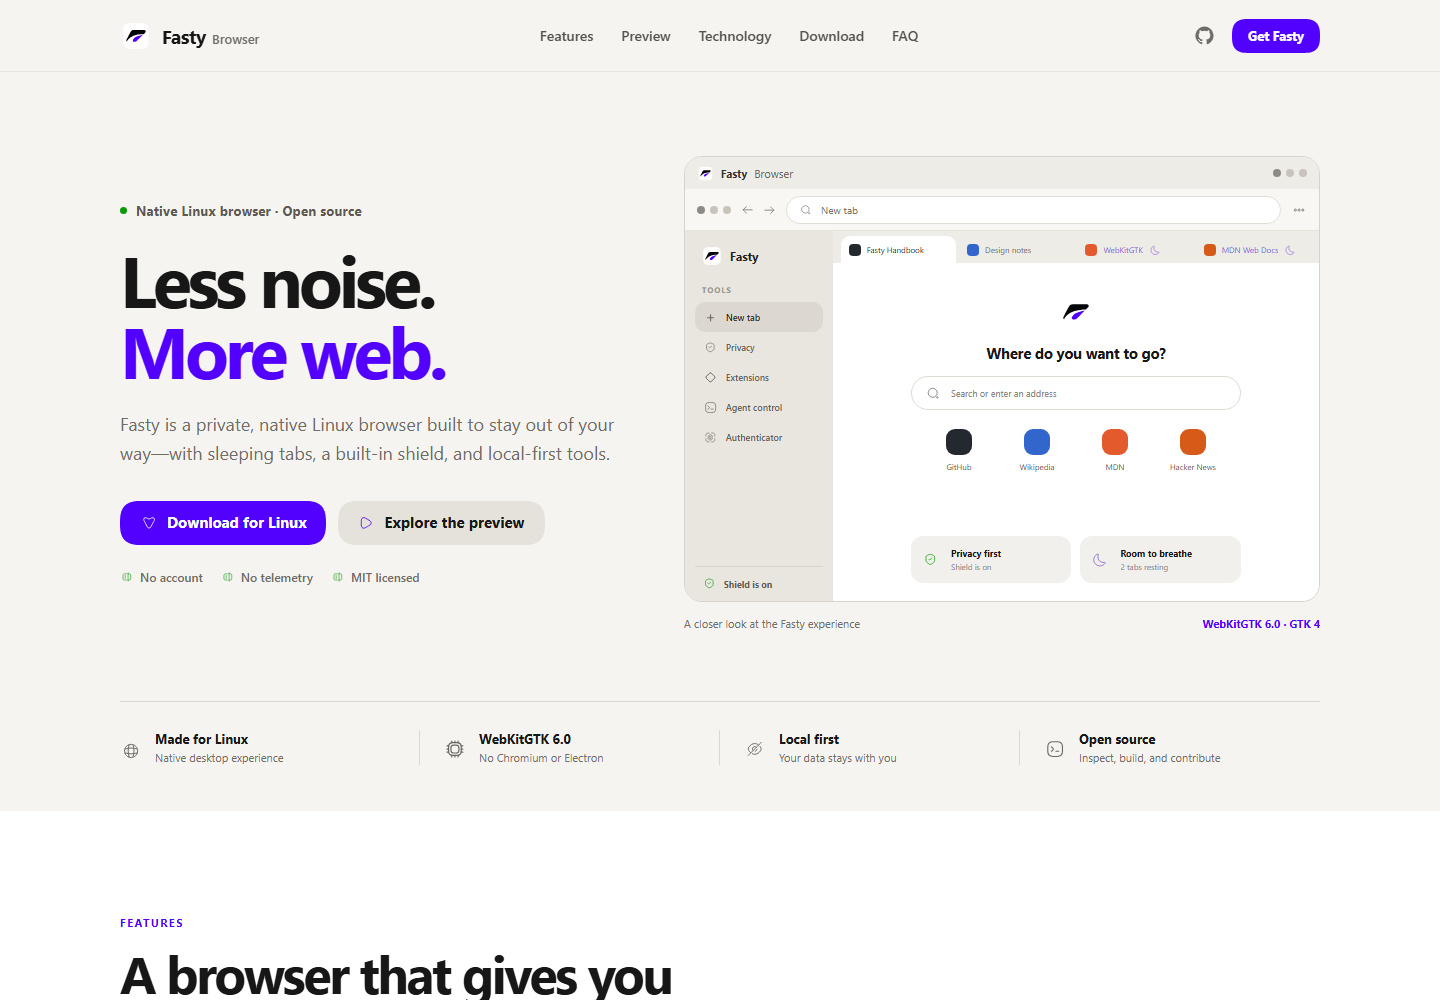 Fasty Browser
Features
Preview
Technology
Download
FAQ
Get Fasty
Native Linux browser · Open source
Less noise.
More web.
Fasty is a private, native Linux browser built to stay out of your
way—with sleeping tabs, a built-in shield, and local-first tools.
Download for Linux
Explore the preview
No account
No telemetry
MIT licensed
Fasty Browser
New tab
Fasty
TOOLS
New tab
Privacy
Extensions
Agent control
Authenticator
Shield is on
Fasty Handbook
Design notes
WebKitGTK
MDN Web Docs
Where do you want to go?
Search or enter an address
GitHub
Wikipedia
MDN
Hacker News
Privacy first
Shield is on
Room to breathe
2 tabs resting
A closer look at the Fasty experience
WebKitGTK 6.0 · GTK 4
Made for Linux
Native desktop experience
WebKitGTK 6.0
No Chromium or Electron
Local first
Your data stays with you
Open source
Inspect, build, and contribute
FEATURES
A browser that gives you